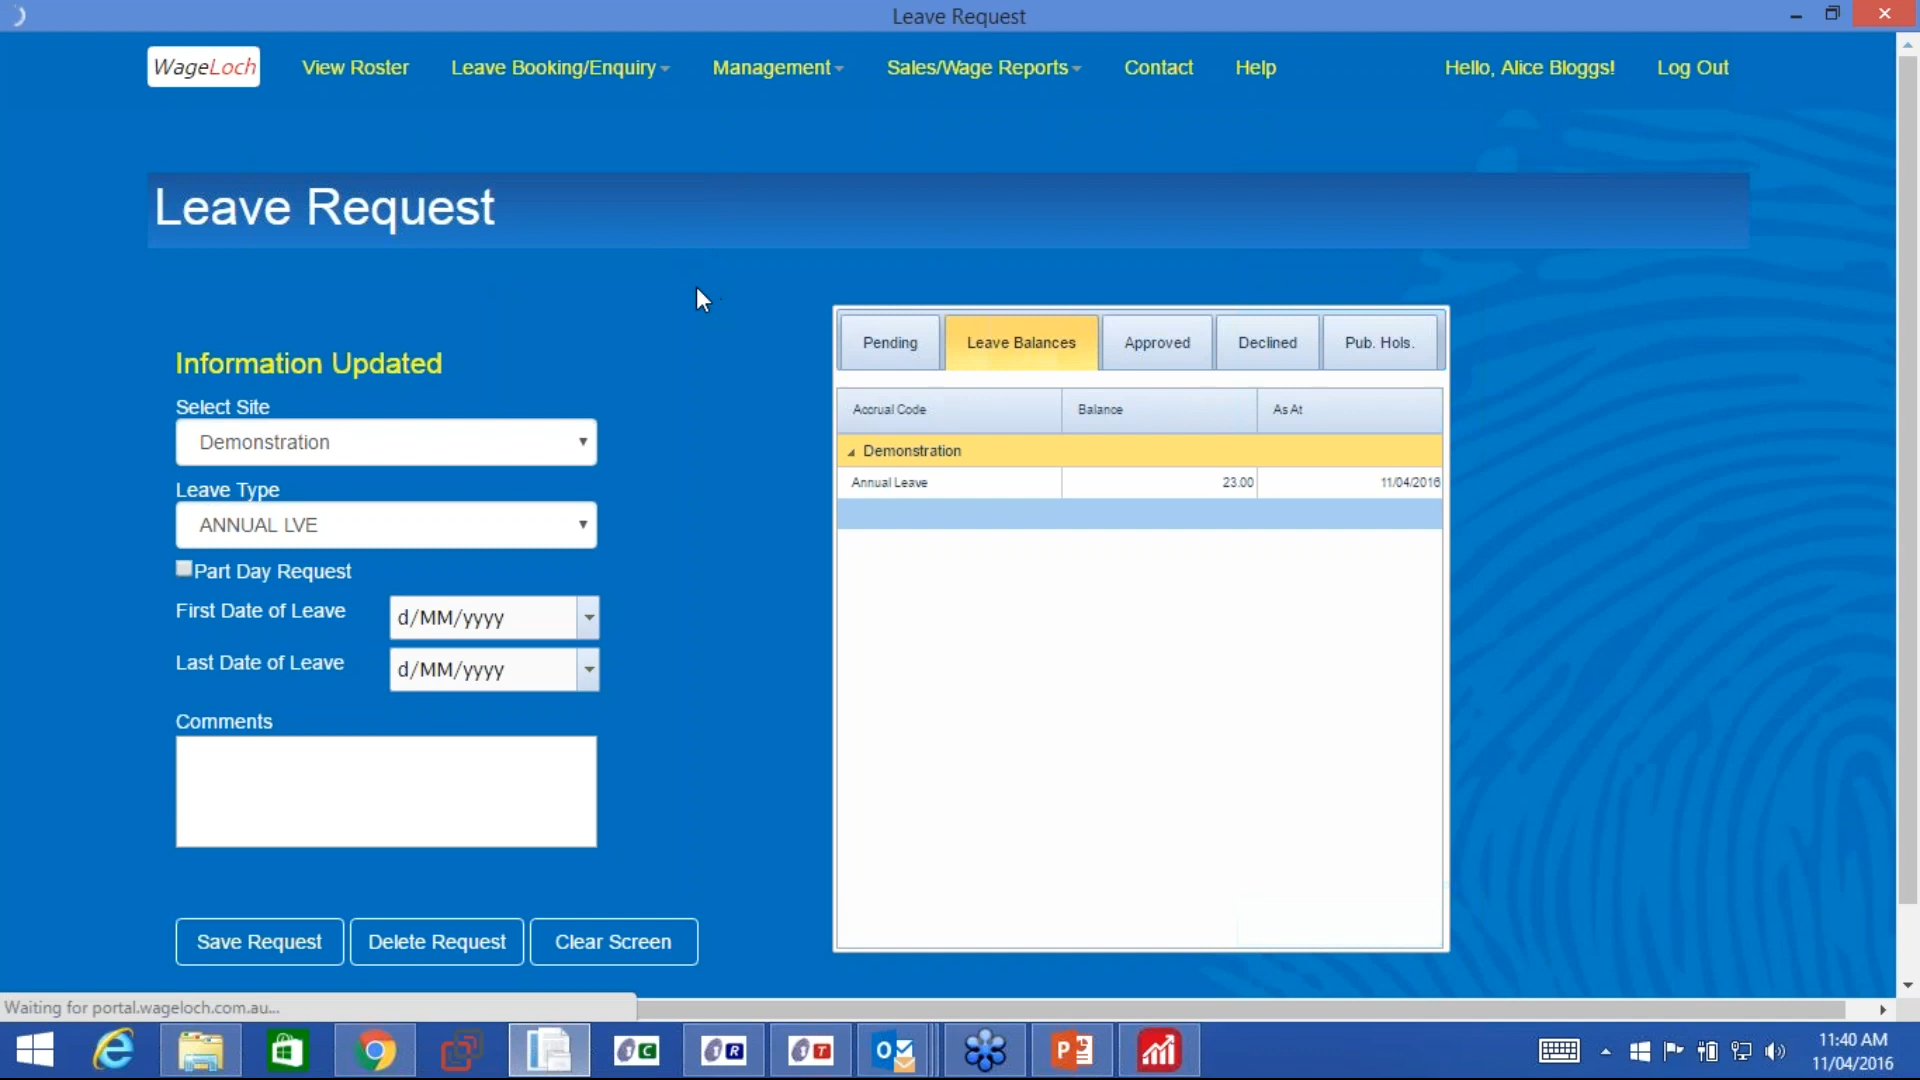 Leave Request
WageLoch View Roster Leave Booking/Enquiry Management Sales/Wage Reports Contact Help Hello, Alice Bloggs! Log Out
Leave Request
Information Updated
Select Site
Demonstration
Leave Type
ANNUAL LVE
Part Day Request
First Date of Leave d/MM/yyyy
Last Date of Leave d/MM/yyyy
Comments
Save Request Delete Request Clear Screen
Pending Leave Balances Approved Declined Pub. Hols.
Accrual Code Balance As At
Demonstration
Annual Leave 23.00 11/04/2016
Waiting for portal.wageloch.com.au...
11:40 AM
11/04/2016